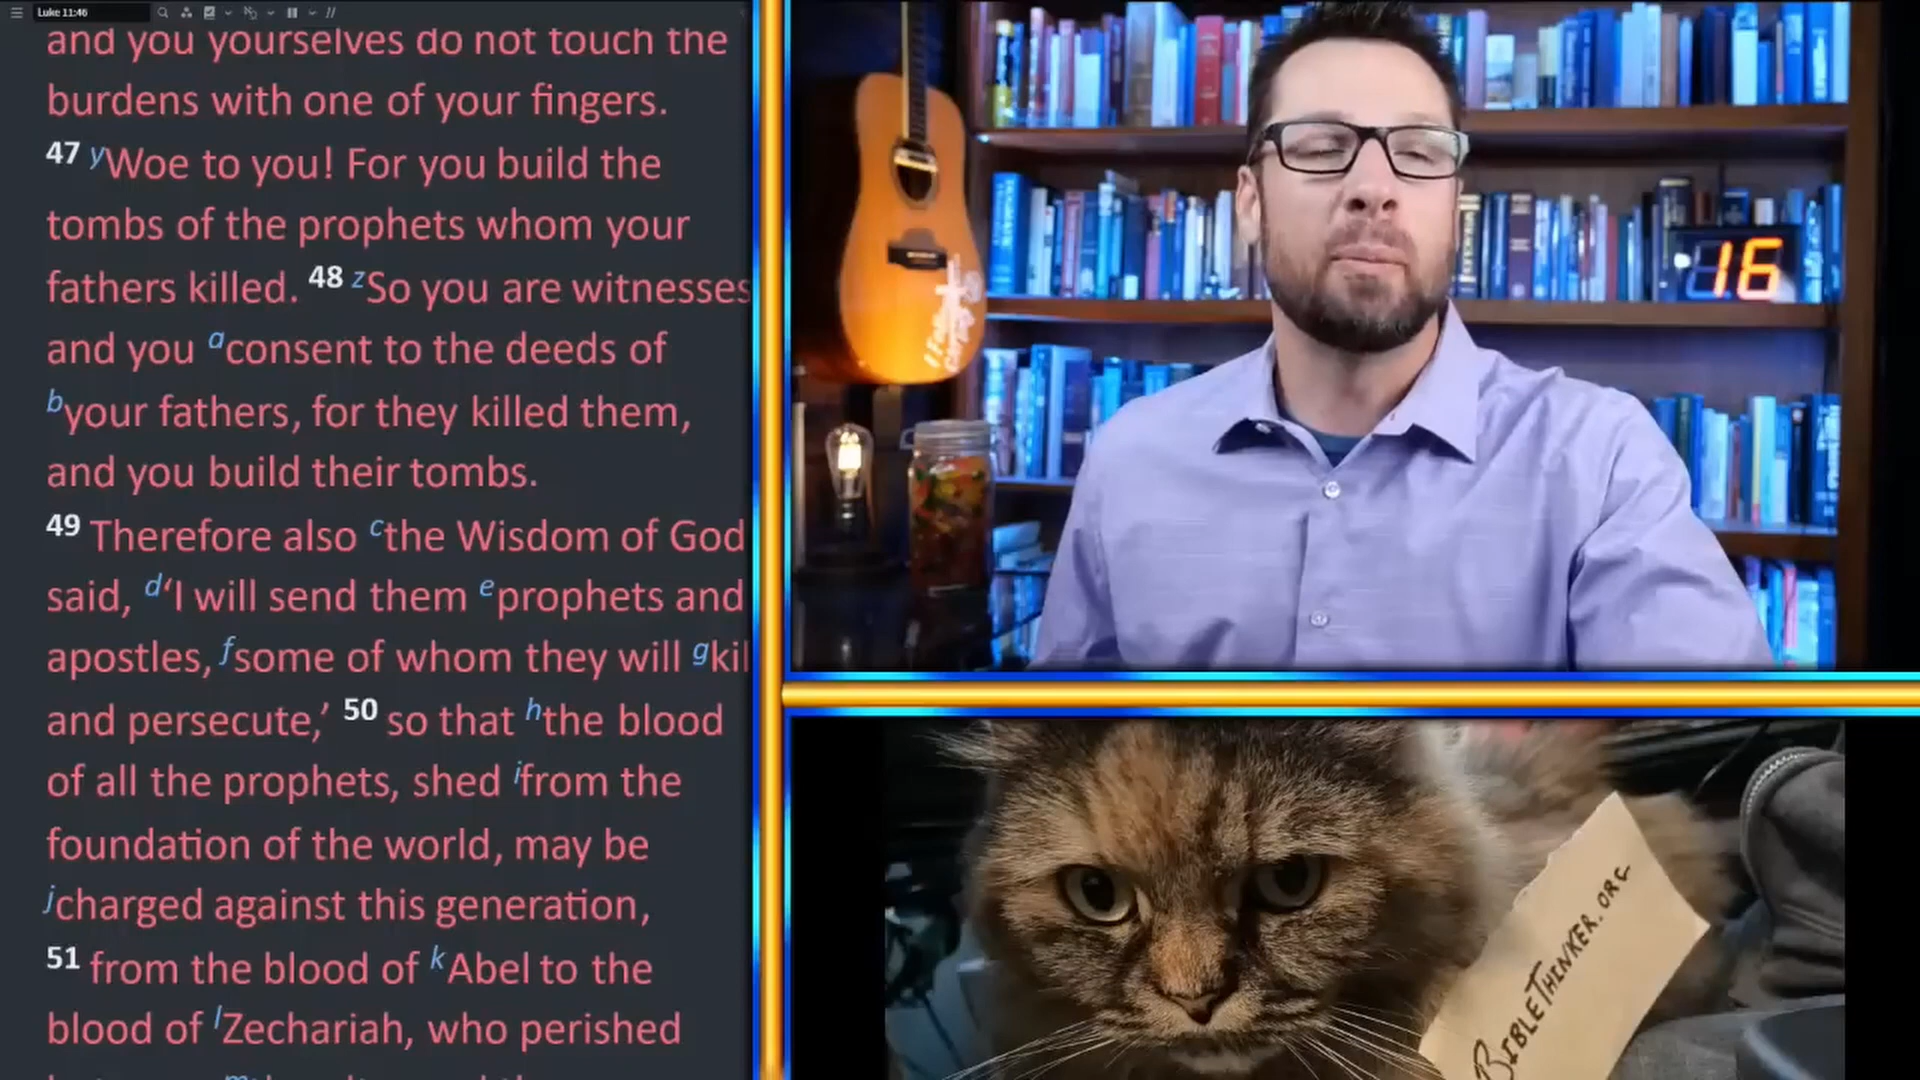 Luke 11:46
and you yourselves do not touch the
burdens with one of your fingers.
47 yWoe to you! For you build the
tombs of the prophets whom your
fathers killed. 48 zSo you are witnesses
and you aconsent to the deeds of
byour fathers, for they killed them,
and you build their tombs.
49 Therefore also cthe Wisdom of God
said, d‘I will send them eprophets and
apostles, fsome of whom they will gkil
and persecute,’ 50 so that hthe blood
of all the prophets, shed ifrom the
foundation of the world, may be
jcharged against this generation,
51 from the blood of kAbel to the
blood of lZechariah, who perished
16
BIBLETHINKER.ORG